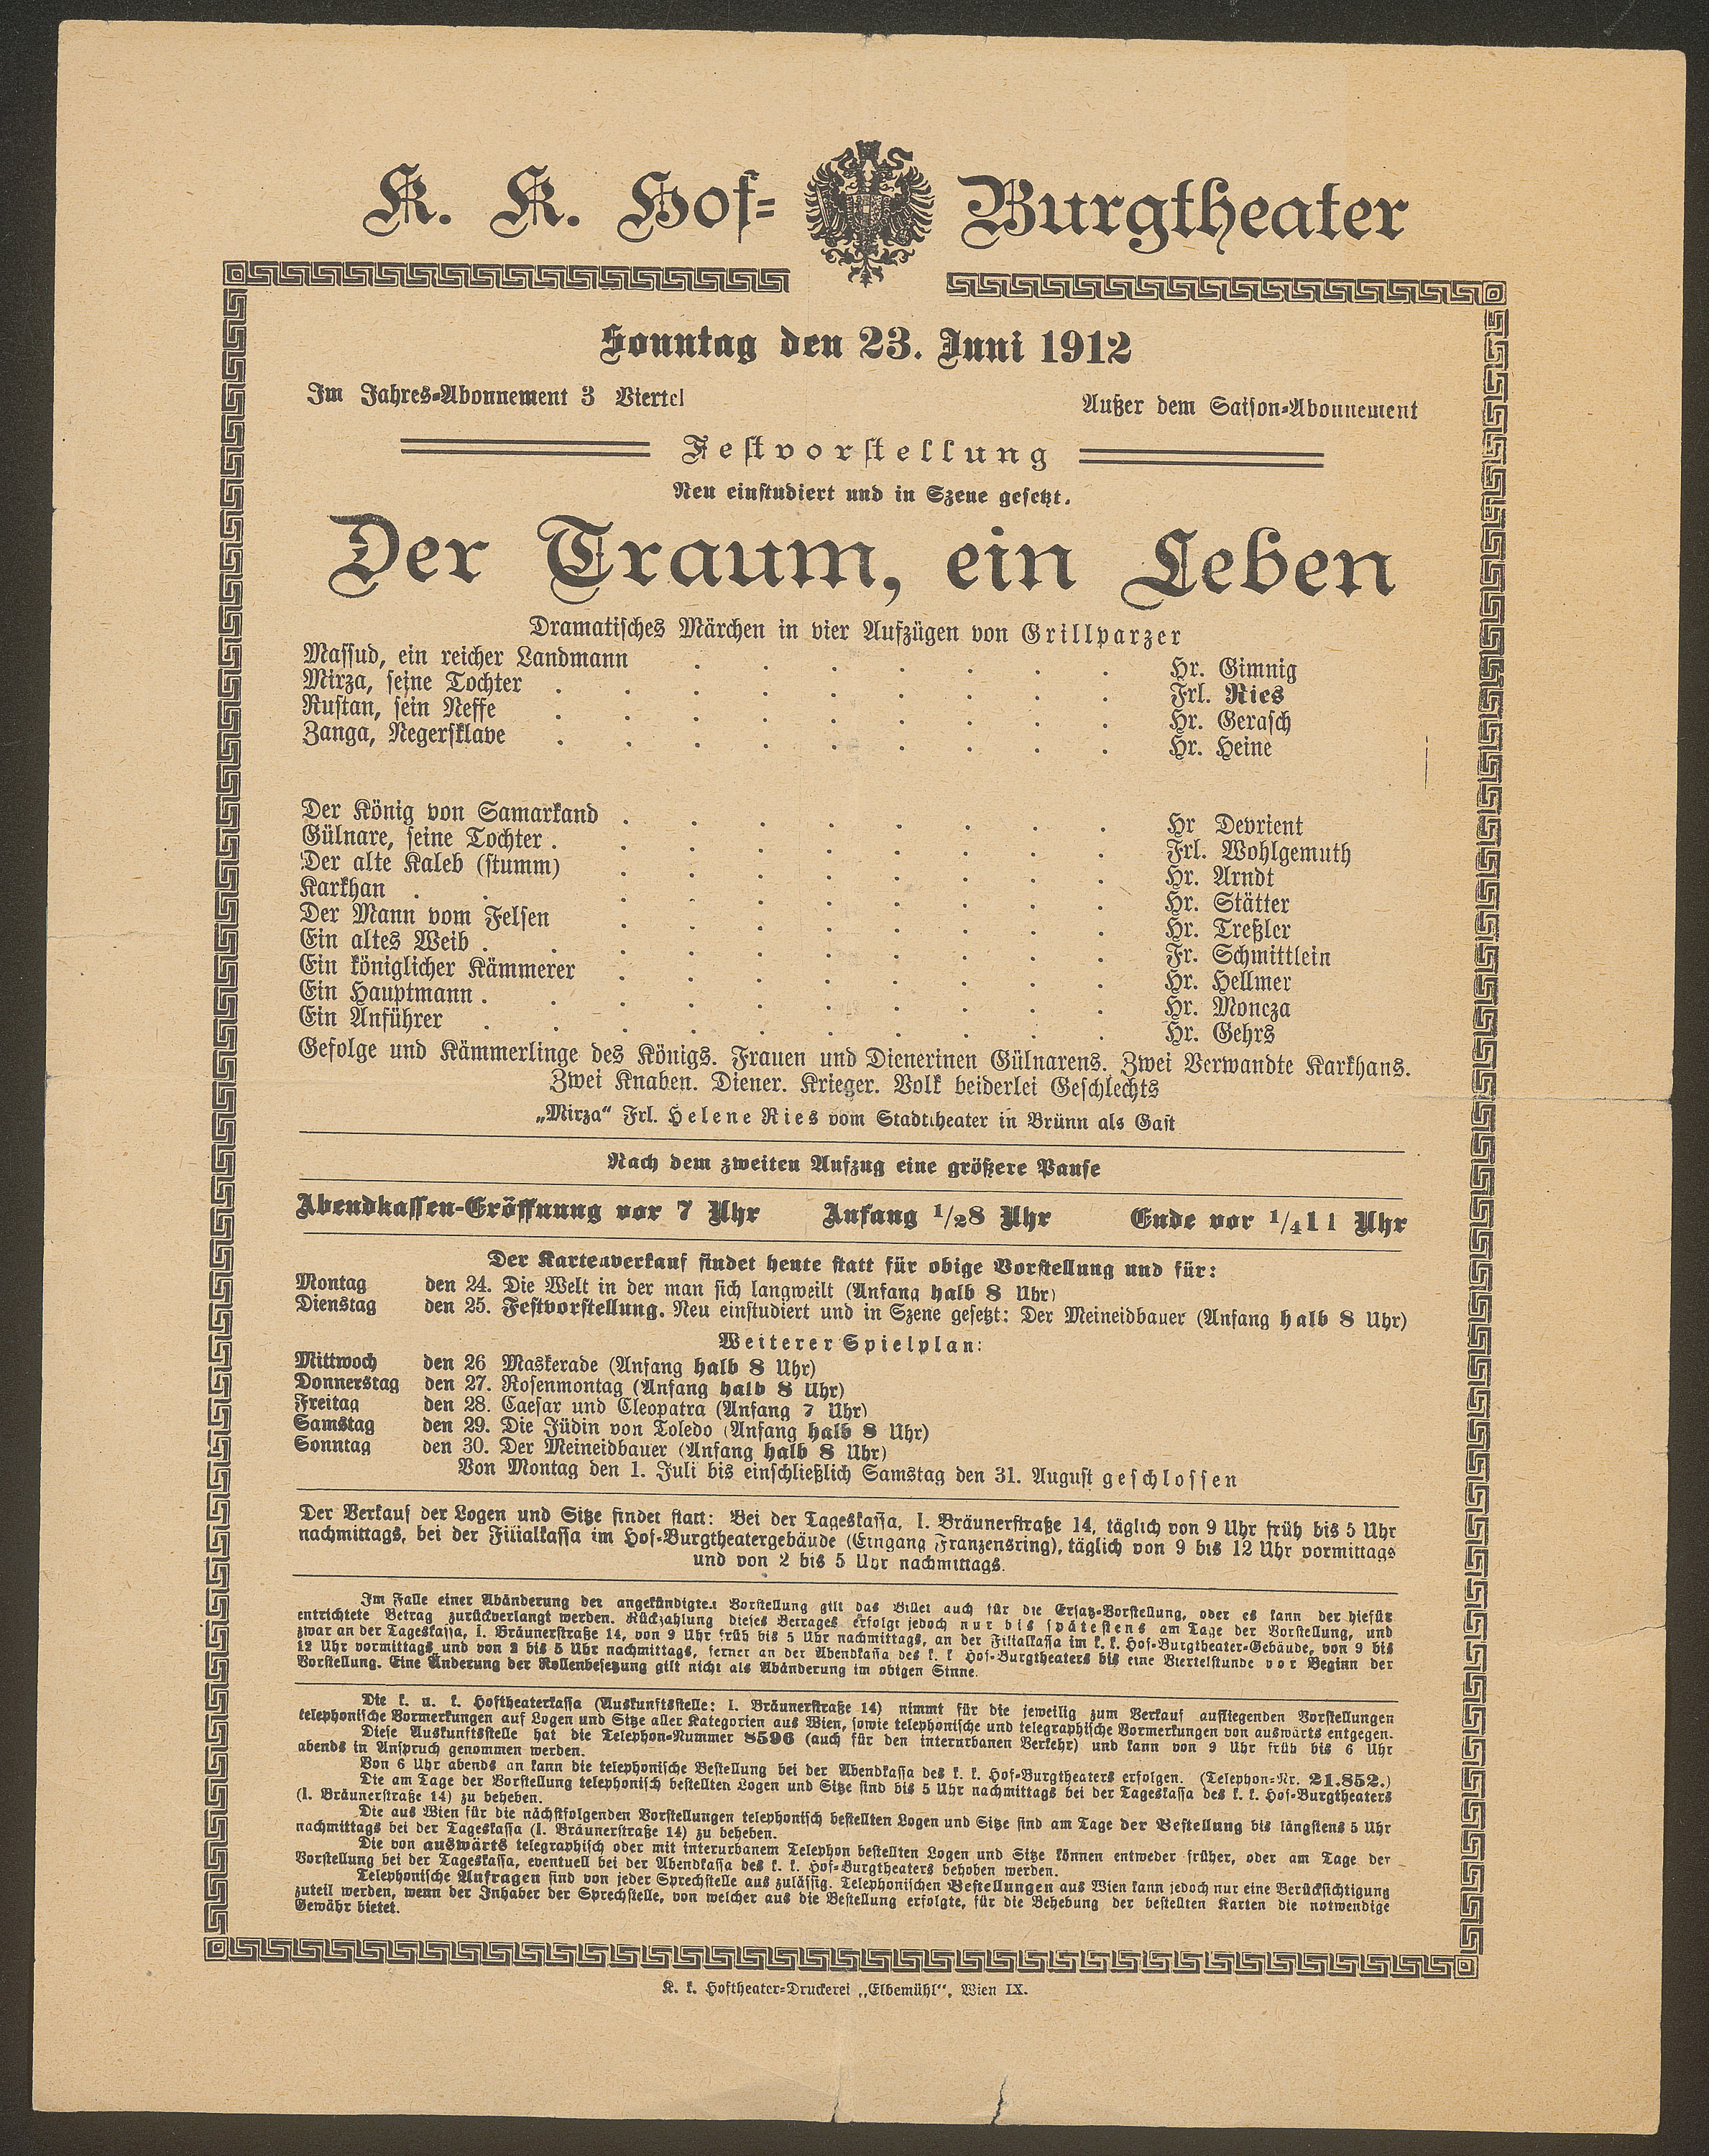 K. K. Hof= Burgtheater
Sonntag den 23. Juni 1912
Im Jahres=Abonnement 3 Viertel
Außer dem Saison=Abonnement
Festvorstellung
Neu einstudiert und in Szene gesetzt.
Der Traum, ein Leben
Dramatisches Märchen in vier Aufzügen von Grillparzer
Massud, ein reicher Landmann . . . . . . . Hr. Gimnig
Mirza, seine Tochter . . . . . . . . . Frl. Ries
Rustan, sein Neffe . . . . . . . . . Hr. Gerasch
Zanga, Negersklave . . . . . . . . . Hr. Heine
Der König von Samarkand . . . . . . . . Hr Devrient
Gülnare, seine Tochter . . . . . . . . . Frl. Wohlgemuth
Der alte Kaleb (stumm) . . . . . . . . Hr. Arndt
Karkhan . . . . . . . . . . . Hr. Stätter
Der Mann vom Felsen . . . . . . . . Hr. Treßler
Ein altes Weib . . . . . . . . . . Fr. Schmittlein
Ein königlicher Kämmerer . . . . . . . . Hr. Hellmer
Ein Hauptmann . . . . . . . . . . Hr. Moncza
Ein Anführer . . . . . . . . . . Hr. Gehrs
Gefolge und Kämmerlinge des Königs. Frauen und Dienerinen Gülnarens. Zwei Verwandte Karkhans.
Zwei Knaben. Diener. Krieger. Volk beiderlei Geschlechts
„Mirza“ Frl. Helene Ries vom Stadttheater in Brünn als Gast
Nach dem zweiten Aufzug eine größere Pause
Abendkassen-Eröffnung vor 7 Uhr Anfang 1/28 Uhr Ende vor 1/411 Uhr
Der Kartenverkauf findet heute statt für obige Vorstellung und für:
Montag den 24. Die Welt in der man sich langweilt (Anfang halb 8 Uhr)
Dienstag den 25. Festvorstellung. Neu einstudiert und in Szene gesetzt: Der Meineidbauer (Anfang halb 8 Uhr)
Weiterer Spielplan:
Mittwoch den 26 Maskerade (Anfang halb 8 Uhr)
Donnerstag den 27. Rosenmontag (Anfang halb 8 Uhr)
Freitag den 28. Caesar und Cleopatra (Anfang 7 Uhr)
Samstag den 29. Die Jüdin von Toledo (Anfang halb 8 Uhr)
Sonntag den 30. Der Meineidbauer (Anfang halb 8 Uhr)
Von Montag den 1. Juli bis einschließlich Samstag den 31. August geschlossen
Der Verkauf der Logen und Sitze findet statt: Bei der Tageskassa, I. Bräunerstraße 14, täglich von 9 Uhr früh bis 5 Uhr
nachmittags, bei der Filialkassa im Hof=Burgtheatergebäude (Eingang Franzensring), täglich von 9 bis 12 Uhr vormittags
und von 2 bis 5 Uhr nachmittags.
Im Falle einer Abänderung der angekündigten Vorstellung gilt das Billet auch für die Ersatz=Vorstellung, oder es kann der hiefür
entrichtete Betrag zurückverlangt werden. Rückzahlung dieses Betrages erfolgt jedoch nur bis spätestens am Tage der Vorstellung, und
zwar an der Tageskassa, I. Bräunerstraße 14, von 9 Uhr früh bis 5 Uhr nachmittags, an der Filialkassa im k. k. Hof=Burgtheater=Gebäude, von 9 bis
12 Uhr vormittags und von 2 bis 5 Uhr nachmittags, ferner an der Abendkassa des k. k Hof=Burgtheaters bis eine Viertelstunde vor Beginn der
Vorstellung. Eine Änderung der Rollenbesetzung gilt nicht als Abänderung im obigen Sinne.
Die k. u. k. Hoftheaterkassa (Auskunftsstelle: I. Bräunerstraße 14) nimmt für die jeweilig zum Verkauf aufliegenden Vorstellungen
telephonische Vormerkungen auf Logen und Sitze aller Kategorien aus Wien, sowie telephonische und telegraphische Vormerkungen von auswärts entgegen.
Diese Auskunftsstelle hat die Telephon=Nummer 8596 (auch für den interurbanen Verkehr) und kann von 9 Uhr früh bis 6 Uhr
abends in Anspruch genommen werden.
Von 6 Uhr abends an kann die telephonische Bestellung bei der Abendkassa des k. k. Hof=Burgtheaters erfolgen. (Telephon=Nr. 21.852.)
Die am Tage der Vorstellung telephonisch bestellten Logen und Sitze sind bis 5 Uhr nachmittags bei der Tageskassa des k. k. Hof=Burgtheaters
(I. Bräunerstraße 14) zu beheben.
Die aus Wien für die nächstfolgenden Vorstellungen telephonisch bestellten Logen und Sitze sind am Tage der Bestellung bis längstens 5 Uhr
nachmittags bei der Tageskassa (I. Bräunerstraße 14) zu beheben.
Die von auswärts telegraphisch oder mit interurbanem Telephon bestellten Logen und Sitze können entweder früher, oder am Tage der
Vorstellung bei der Tageskassa, eventuell bei der Abendkassa des k. k. Hof=Burgtheaters behoben werden.
Telephonische Anfragen sind von jeder Sprechstelle aus zulässig. Telephonischen Bestellungen aus Wien kann jedoch nur eine Berücksichtigung
zuteil werden, wenn der Inhaber der Sprechstelle, von welcher aus die Bestellung erfolgte, für die Behebung der bestellten Karten die notwendige
Gewähr bietet.
K. k. Hoftheater=Druckerei „Elbemühl“, Wien IX.